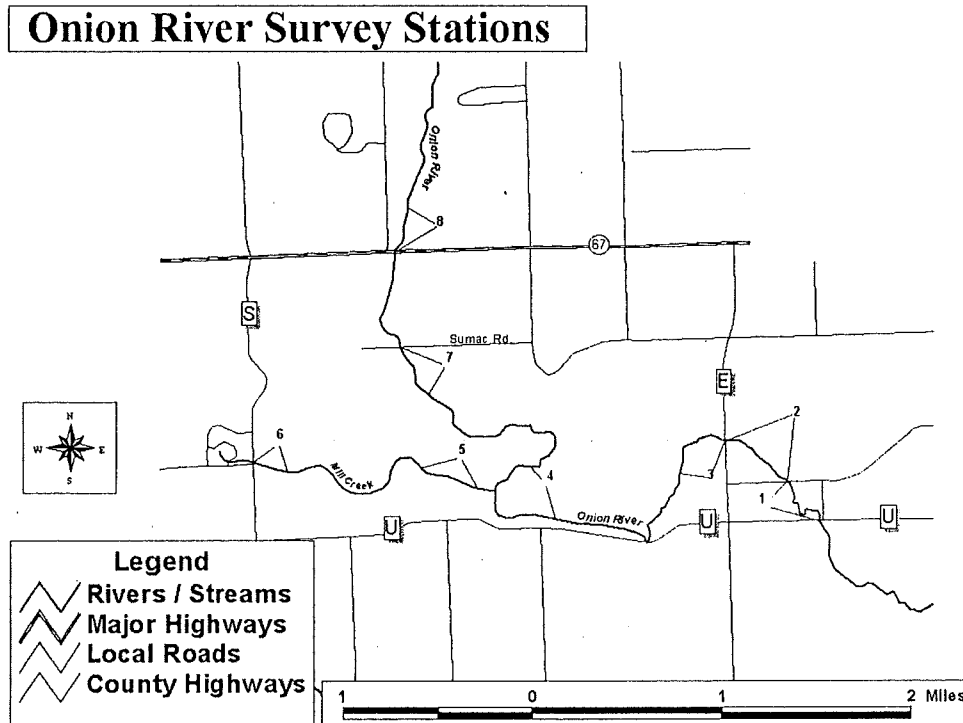 Onion River Survey Stations
Onion River
8
67
S
Sumac Rd.
7
E
N
W E
S
2
6
5
Mill Creek
4
3
1
Onion River
U
U
U
Legend
Rivers / Streams
Major Highways
Local Roads
County Highways
1 0 1 2 Miles